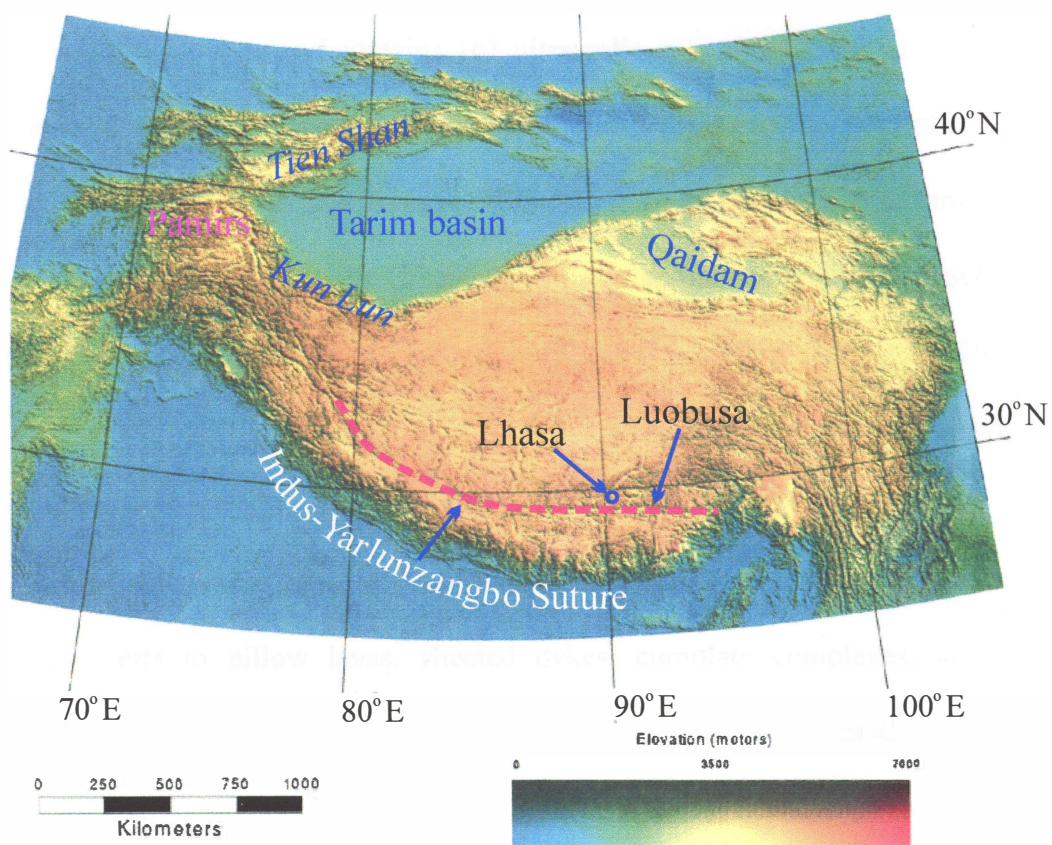 40°N
Tien Shan
Pamirs
Tarim basin
Qaidam
Kun Lun
30°N
Luobusa
Lhasa
Indus-Yarlunzangbo Suture
70°E
80°E
90°E
100°E
Elevation (motors)
0 3500 7000
0 250 500 750 1000
Kilometers